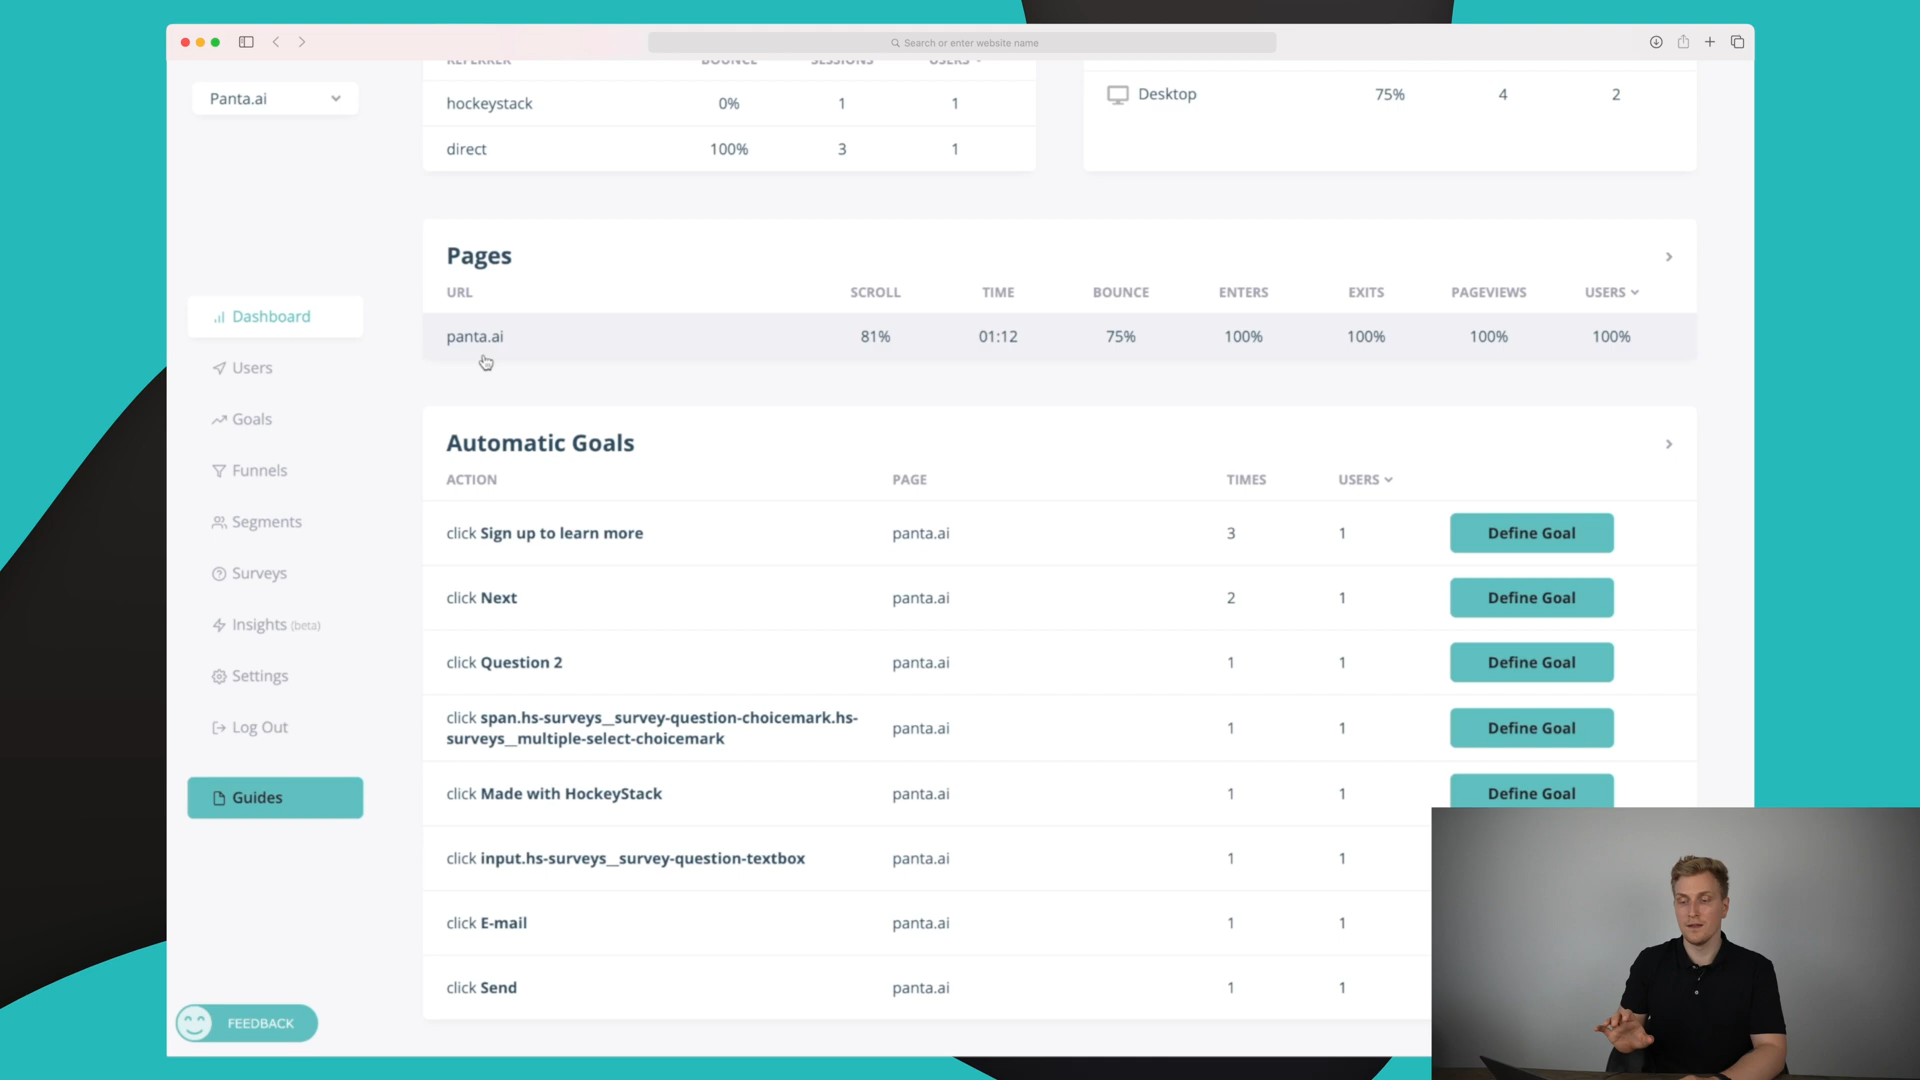 Search or enter website name
Panta.ai
REFERRER BOUNCE SESSIONS USERS
hockeystack 0% 1 1
direct 100% 3 1
Desktop 75% 4 2
Dashboard
Users
Goals
Funnels
Segments
Surveys
Insights (beta)
Settings
Log Out
Guides
FEEDBACK
Pages
URL SCROLL TIME BOUNCE ENTERS EXITS PAGEVIEWS USERS
panta.ai 81% 01:12 75% 100% 100% 100% 100%
Automatic Goals
ACTION PAGE TIMES USERS
click Sign up to learn more panta.ai 3 1 Define Goal
click Next panta.ai 2 1 Define Goal
click Question 2 panta.ai 1 1 Define Goal
click span.hs-surveys__survey-question-choicemark.hs-
surveys__multiple-select-choicemark panta.ai 1 1 Define Goal
click Made with HockeyStack panta.ai 1 1 Define Goal
click input.hs-surveys__survey-question-textbox panta.ai 1 1
click E-mail panta.ai 1 1
click Send panta.ai 1 1